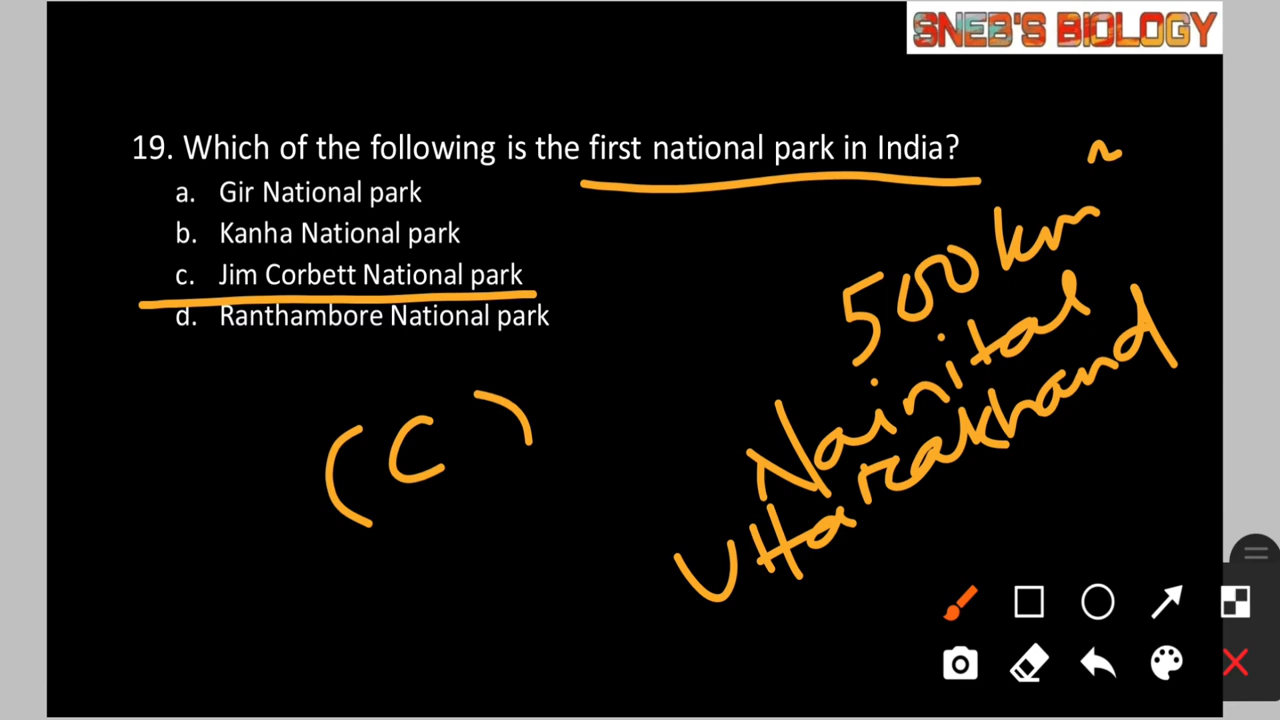 SNEB'S BIOLOGY
19. Which of the following is the first national park in India?
a. Gir National park
b. Kanha National park
c. Jim Corbett National park
d. Ranthambore National park
(C)
500 km ~
Nainital
Uttarakhand